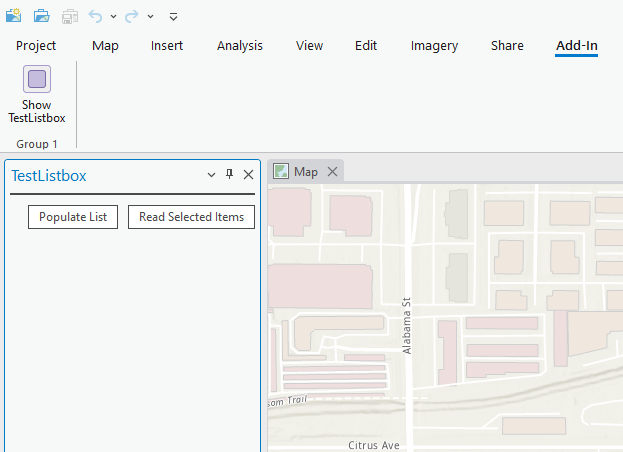 Project Map Insert Analysis View Edit Imagery Share Add-In
Show
TestListbox
Group 1
TestListbox
Map
Populate List Read Selected Items
Alabama St
som Trail
Citrus Ave